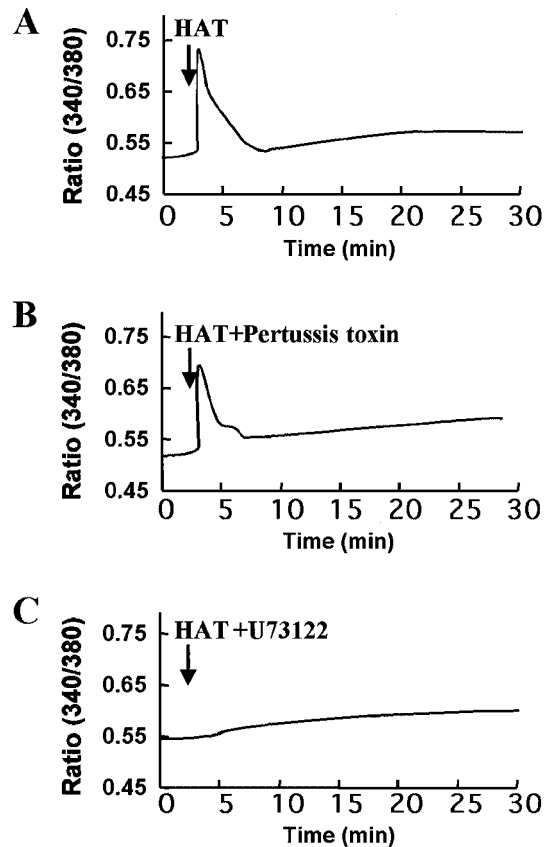 A
HAT
Ratio (340/380)
0.75
0.65
0.55
0.45
0 5 10 15 20 25 30
Time (min)
B
HAT+Pertussis toxin
Ratio (340/380)
0.75
0.65
0.55
0.45
0 5 10 15 20 25 30
Time (min)
C
HAT +U73122
Ratio (340/380)
0.75
0.65
0.55
0.45
0 5 10 15 20 25 30
Time (min)